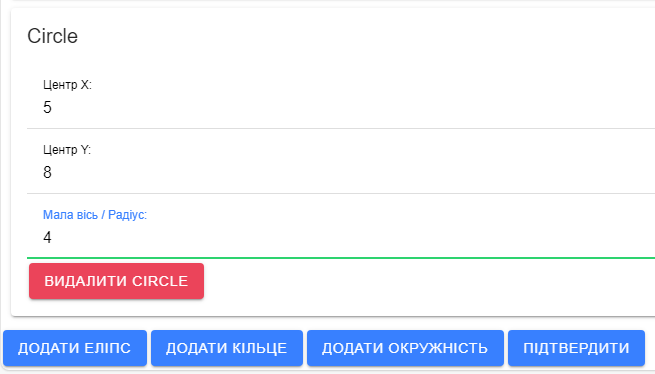 Circle
Центр X:
5
Центр Y:
8
Мала вісь / Радіус:
4
ВИДАЛИТИ CIRCLE
ДОДАТИ ЕЛІПС ДОДАТИ КІЛЬЦЕ ДОДАТИ ОКРУЖНІСТЬ ПІДТВЕРДИТИ